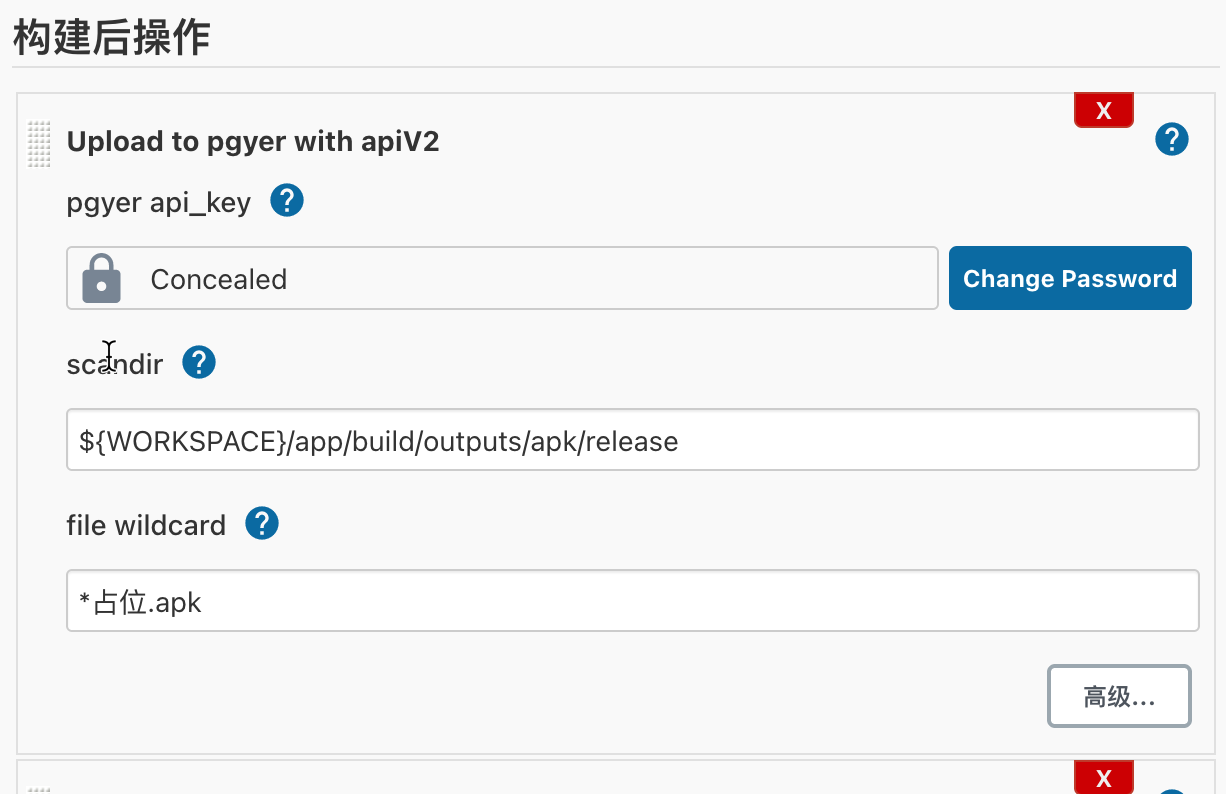 构建后操作
X
Upload to pgyer with apiV2
?
pgyer api_key ?
Concealed
Change Password
scandir ?
${WORKSPACE}/app/build/outputs/apk/release
file wildcard ?
*占位.apk
高级...
X